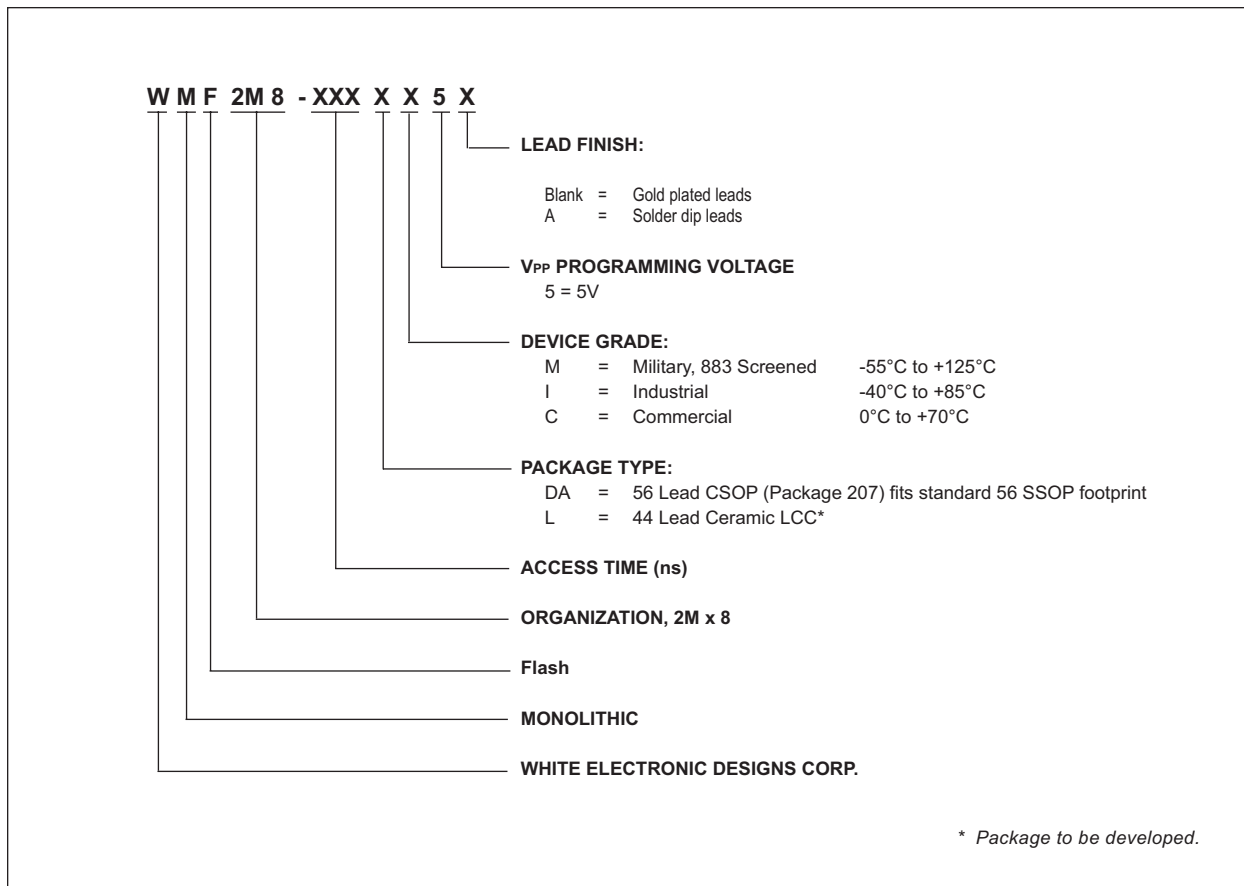 W M F 2M 8 - XXX X X 5 X
LEAD FINISH:
Blank = Gold plated leads
A = Solder dip leads
VPP PROGRAMMING VOLTAGE
5 = 5V
DEVICE GRADE:
M = Military, 883 Screened -55°C to +125°C
I = Industrial -40°C to +85°C
C = Commercial 0°C to +70°C
PACKAGE TYPE:
DA = 56 Lead CSOP (Package 207) fits standard 56 SSOP footprint
L = 44 Lead Ceramic LCC*
ACCESS TIME (ns)
ORGANIZATION, 2M x 8
Flash
MONOLITHIC
WHITE ELECTRONIC DESIGNS CORP.
* Package to be developed.